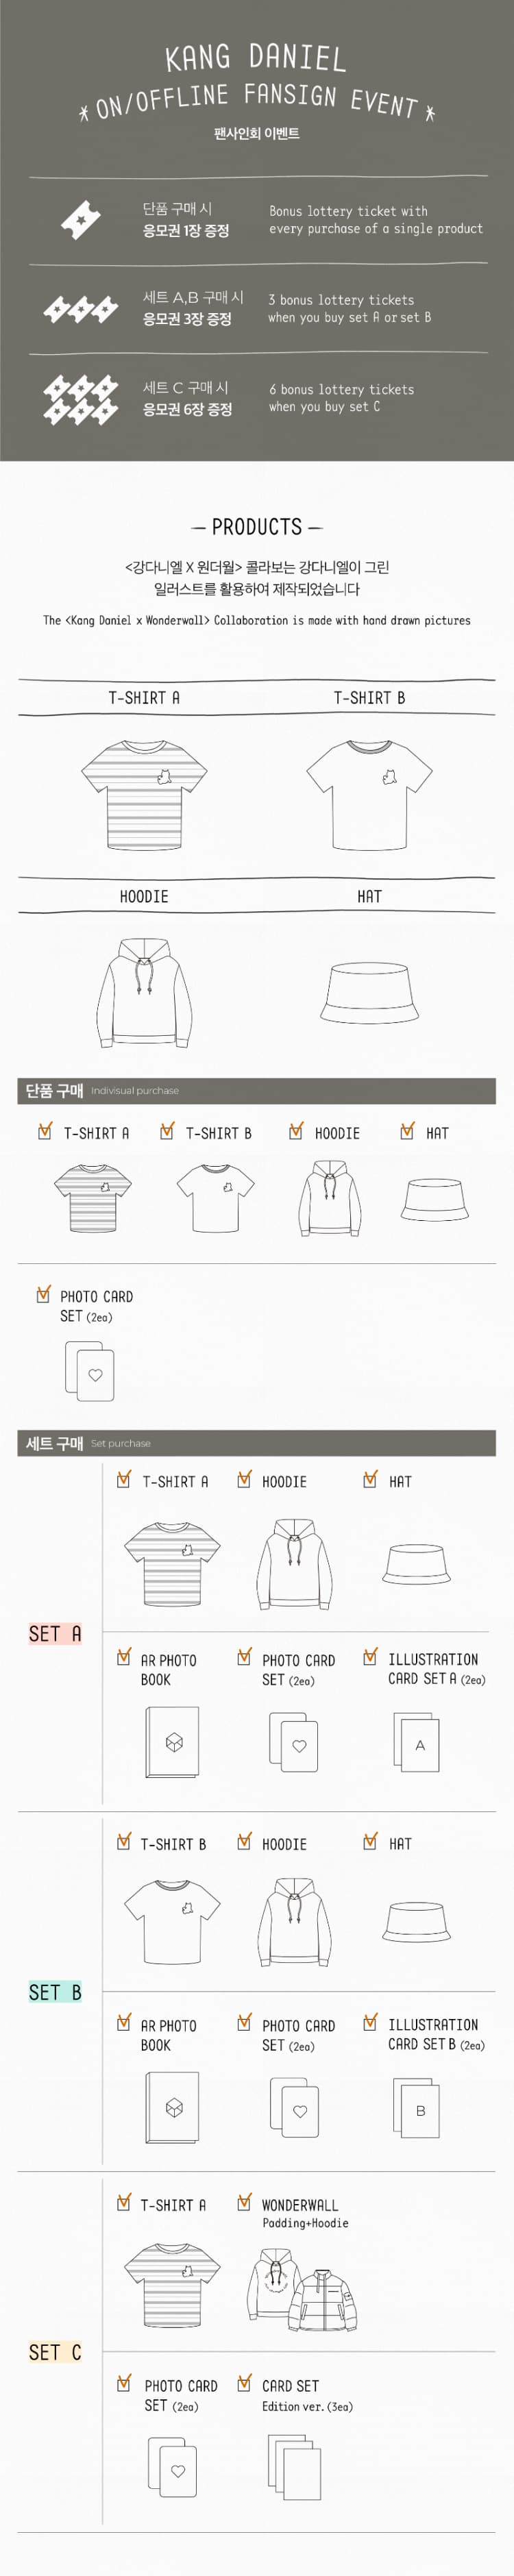 KANG DANIEL
* ON/OFFLINE FANSIGN EVENT *
팬사인회 이벤트
단품 구매 시
응모권 1장 증정
Bonus lottery ticket with
every purchase of a single product
세트 A,B 구매 시
응모권 3장 증정
3 bonus lottery tickets
when you buy set A or set B
세트 C 구매 시
응모권 6장 증정
6 bonus lottery tickets
when you buy set C
— PRODUCTS —
<강다니엘 X 원더월> 콜라보는 강다니엘이 그린
일러스트를 활용하여 제작되었습니다
The <Kang Daniel x Wonderwall> Collaboration is made with hand drawn pictures
T-SHIRT A
T-SHIRT B
HOODIE
HAT
단품 구매 Indivisual purchase
T-SHIRT A
T-SHIRT B
HOODIE
HAT
PHOTO CARD
SET (2ea)
세트 구매 Set purchase
SET A
T-SHIRT A
HOODIE
HAT
AR PHOTO
BOOK
PHOTO CARD
SET (2ea)
ILLUSTRATION
CARD SET A (2ea)
A
SET B
T-SHIRT B
HOODIE
HAT
AR PHOTO
BOOK
PHOTO CARD
SET (2ea)
ILLUSTRATION
CARD SET B (2ea)
B
SET C
T-SHIRT A
WONDERWALL
Padding+Hoodie
PHOTO CARD
SET (2ea)
CARD SET
Edition ver. (3ea)